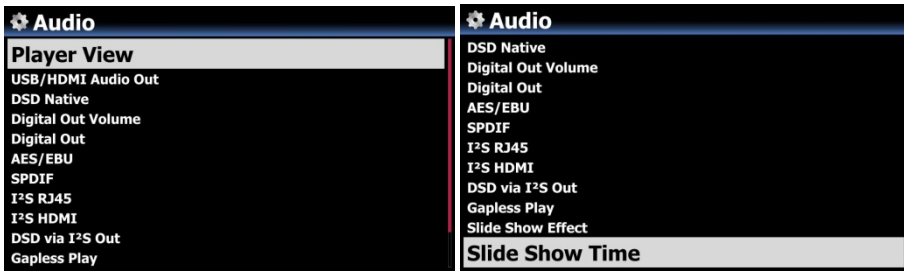 Audio
Player View
USB/HDMI Audio Out
DSD Native
Digital Out Volume
Digital Out
AES/EBU
SPDIF
I²S RJ45
I²S HDMI
DSD via I²S Out
Gapless Play
Audio
DSD Native
Digital Out Volume
Digital Out
AES/EBU
SPDIF
I²S RJ45
I²S HDMI
DSD via I²S Out
Gapless Play
Slide Show Effect
Slide Show Time